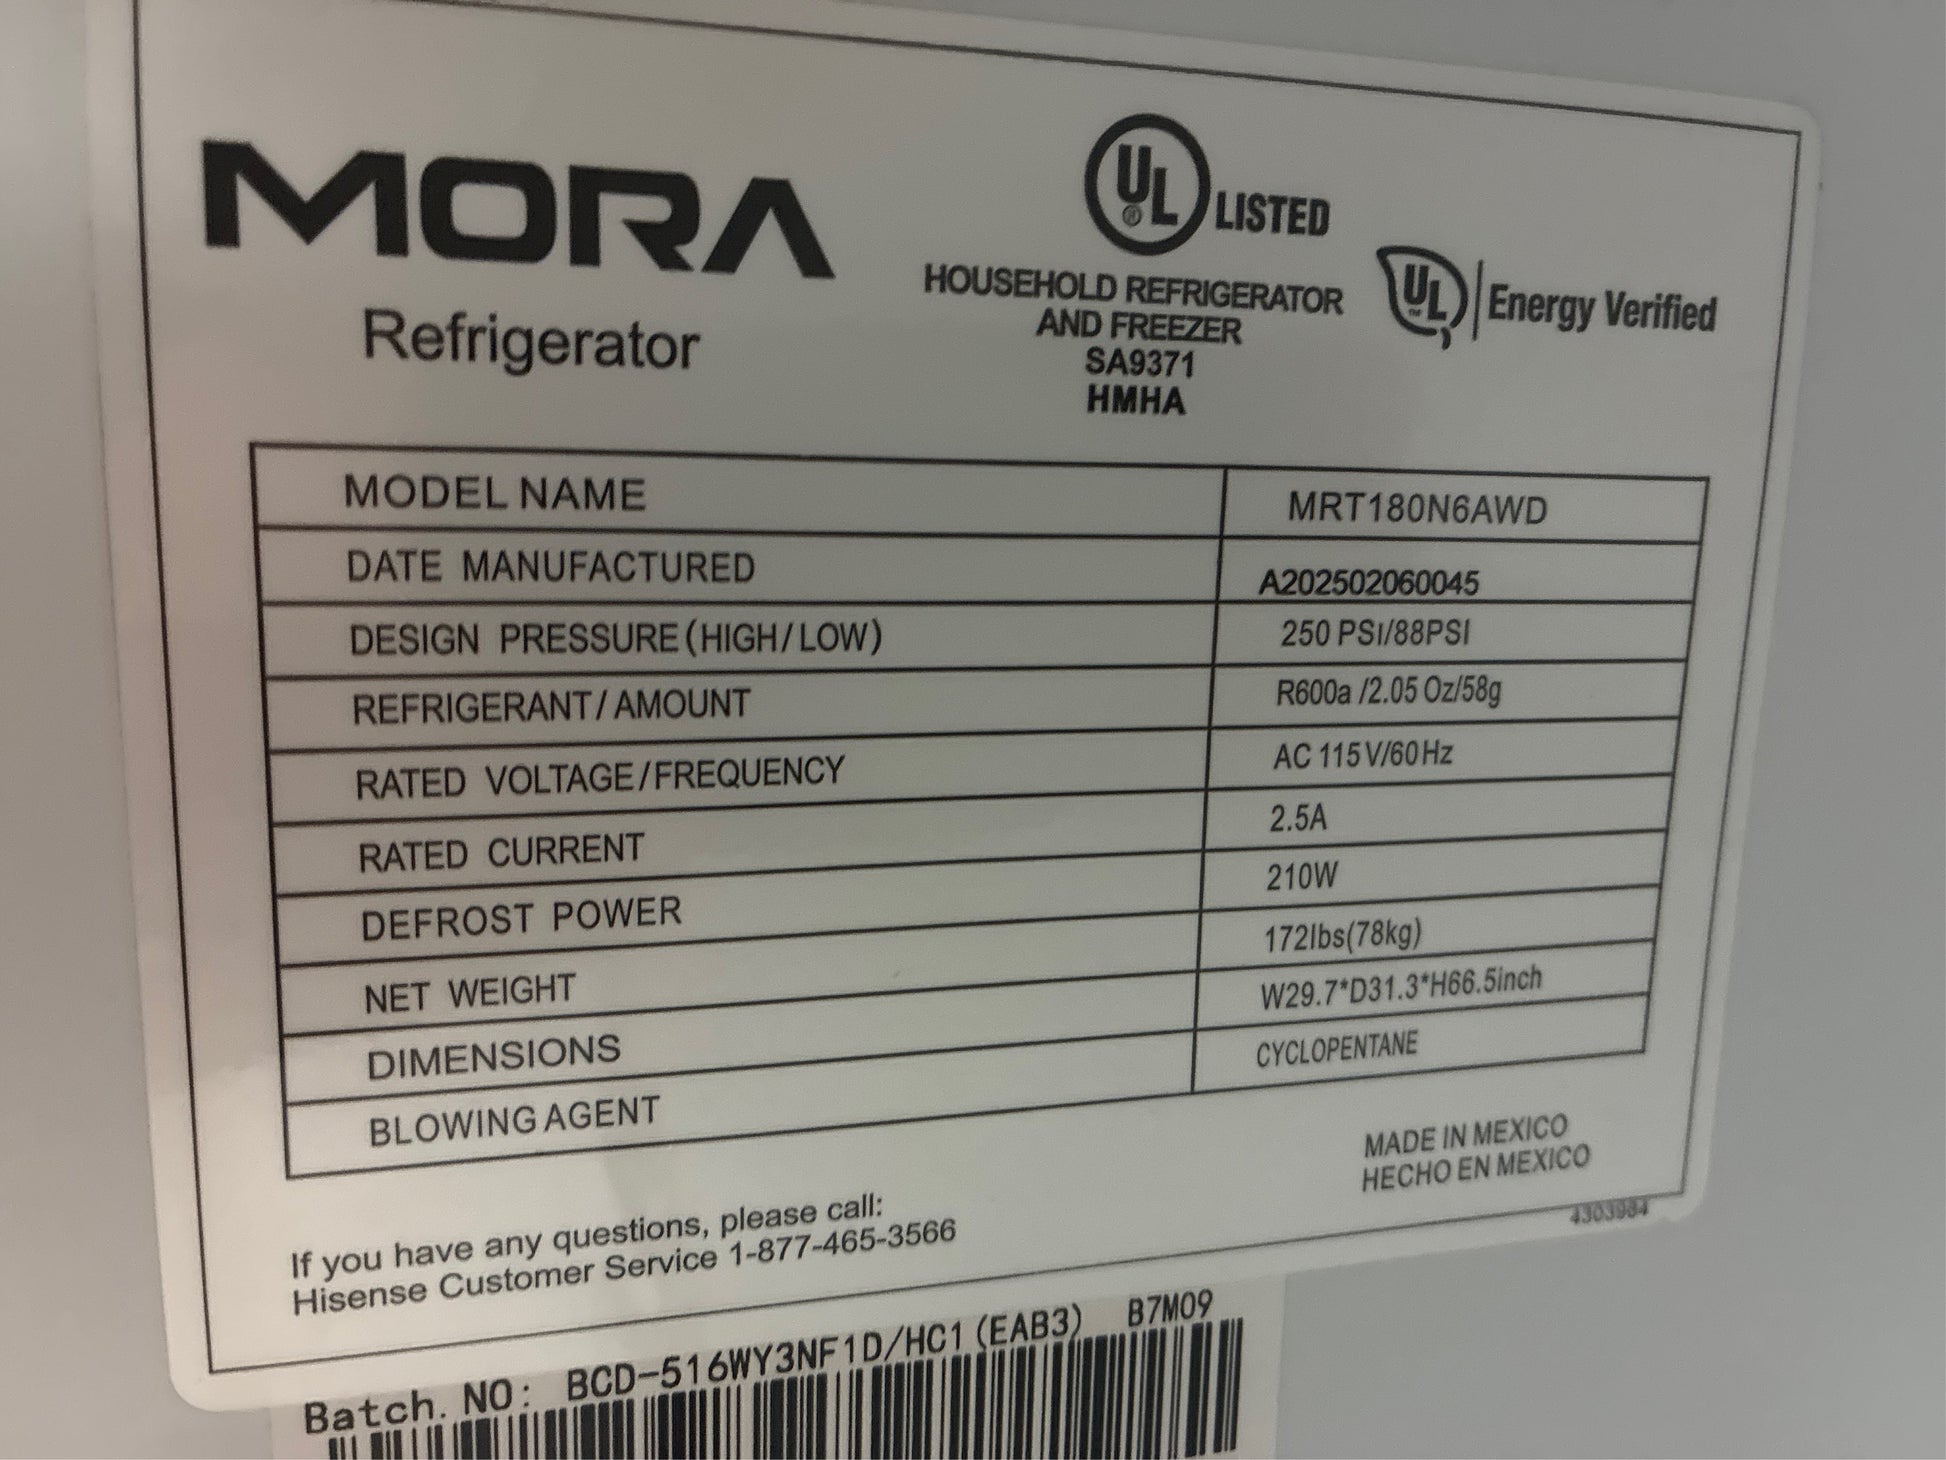 MORA
Refrigerator
UL® LISTED
HOUSEHOLD REFRIGERATOR
AND FREEZER
SA9371
HMHA
UL™ Energy Verified
MODEL NAME MRT180N6AWD
DATE MANUFACTURED A202502060045
DESIGN PRESSURE(HIGH/LOW) 250 PSI/88PSI
REFRIGERANT/AMOUNT R600a /2.05 Oz/58g
RATED VOLTAGE/FREQUENCY AC 115V/60Hz
RATED CURRENT 2.5A
DEFROST POWER 210W
NET WEIGHT 172lbs(78kg)
DIMENSIONS W29.7*D31.3*H66.5inch
BLOWING AGENT CYCLOPENTANE
MADE IN MEXICO
HECHO EN MEXICO
4303984
If you have any questions, please call:
Hisense Customer Service 1-877-465-3566
Batch. NO: BCD-516WY3NF1D/HC1 (EAB3) B7M09